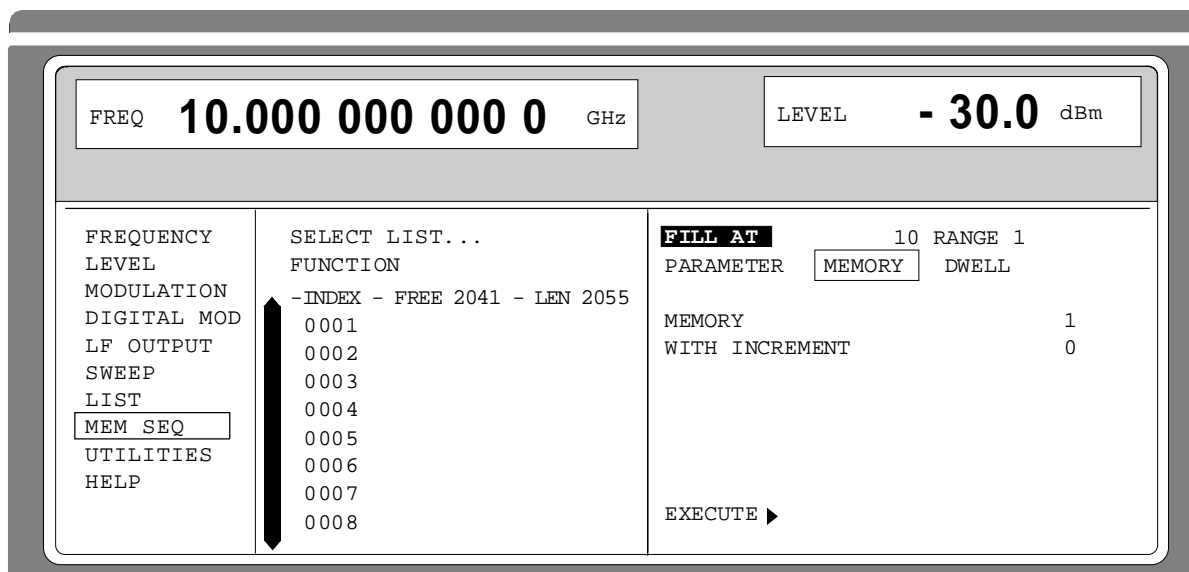 FREQ 10.000 000 000 0 GHz
LEVEL - 30.0 dBm
FREQUENCY
LEVEL
MODULATION
DIGITAL MOD
LF OUTPUT
SWEEP
LIST
MEM SEQ
UTILITIES
HELP
SELECT LIST...
FUNCTION
-INDEX - FREE 2041 - LEN 2055
0001
0002
0003
0004
0005
0006
0007
0008
FILL AT 10 RANGE 1
PARAMETER MEMORY DWELL
MEMORY 1
WITH INCREMENT 0
EXECUTE